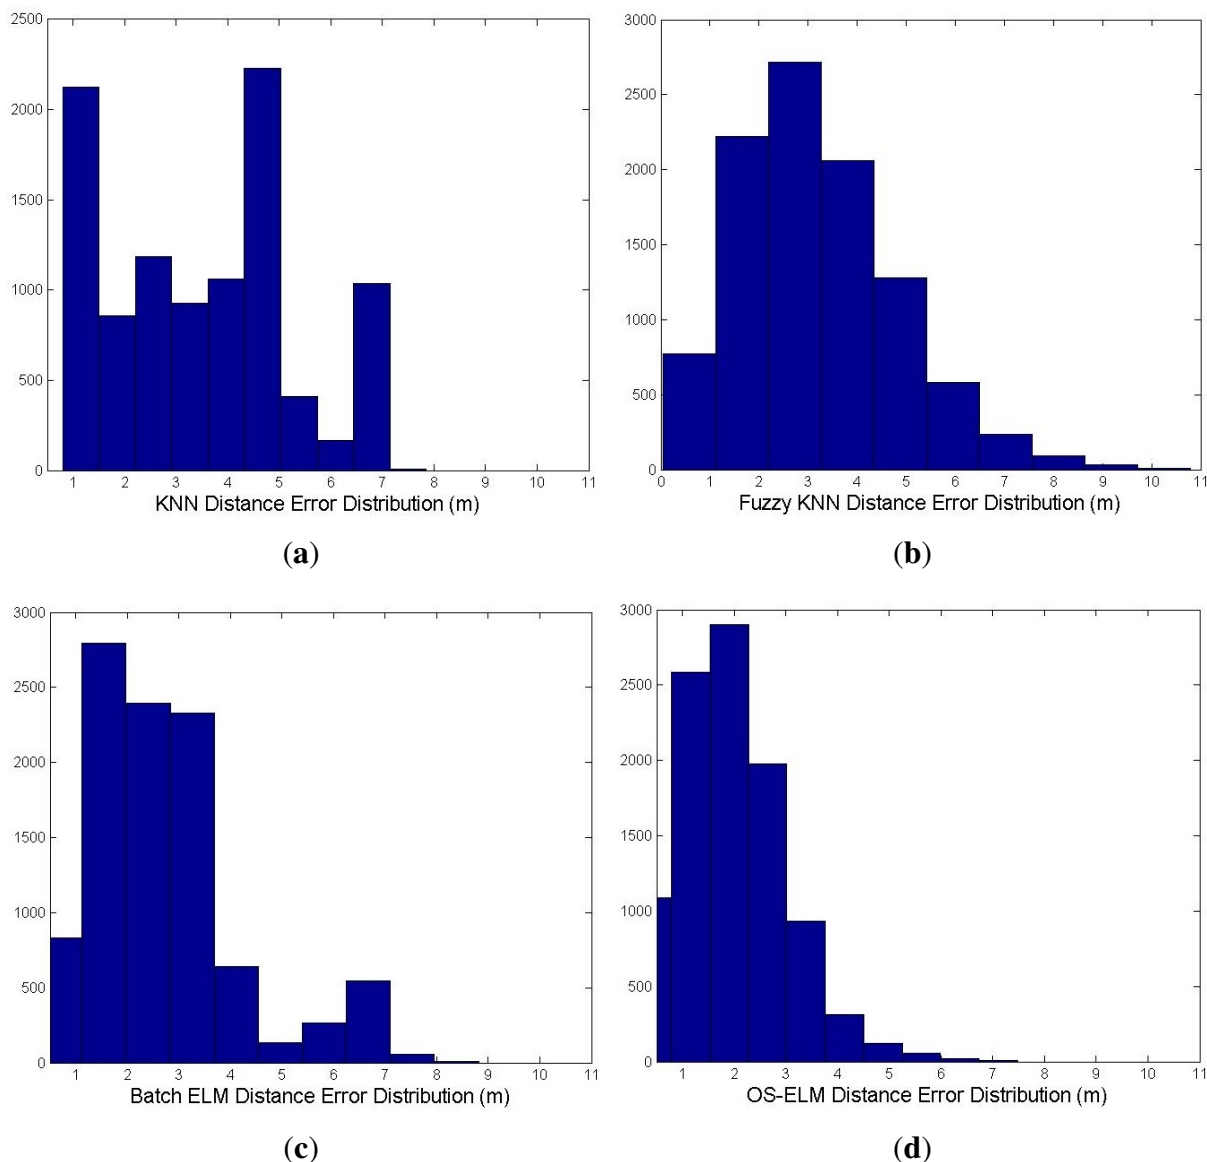 2500
2000
1500
1000
500
0
1 2 3 4 5 6 7 8 9 10 11
KNN Distance Error Distribution (m)
(a)
3000
2500
2000
1500
1000
500
0
0 1 2 3 4 5 6 7 8 9 10 11
Fuzzy KNN Distance Error Distribution (m)
(b)
3000
2500
2000
1500
1000
500
0
1 2 3 4 5 6 7 8 9 10 11
Batch ELM Distance Error Distribution (m)
(c)
3000
2500
2000
1500
1000
500
0
1 2 3 4 5 6 7 8 9 10 11
OS-ELM Distance Error Distribution (m)
(d)